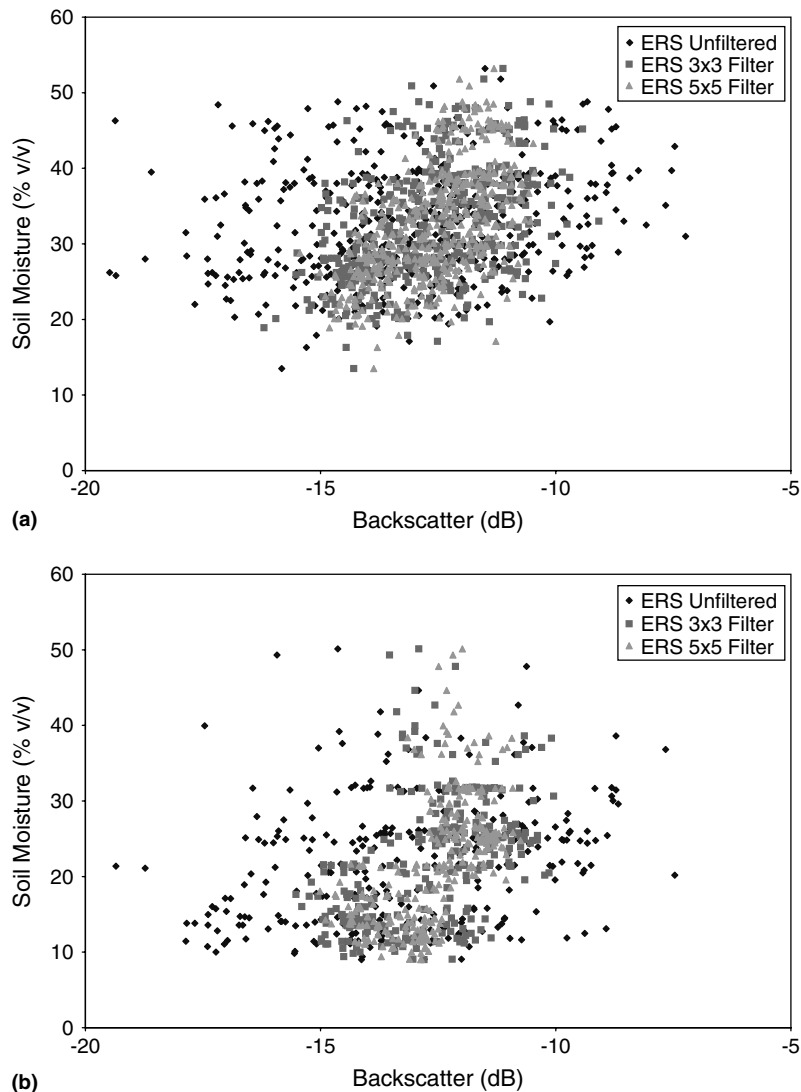 60
50
40
30
20
10
0
Soil Moisture (% v/v)
ERS Unfiltered
ERS 3x3 Filter
ERS 5x5 Filter
-20
-15
-10
-5
(a)
Backscatter (dB)
60
50
40
30
20
10
0
Soil Moisture (% v/v)
ERS Unfiltered
ERS 3x3 Filter
ERS 5x5 Filter
-20
-15
-10
-5
(b)
Backscatter (dB)